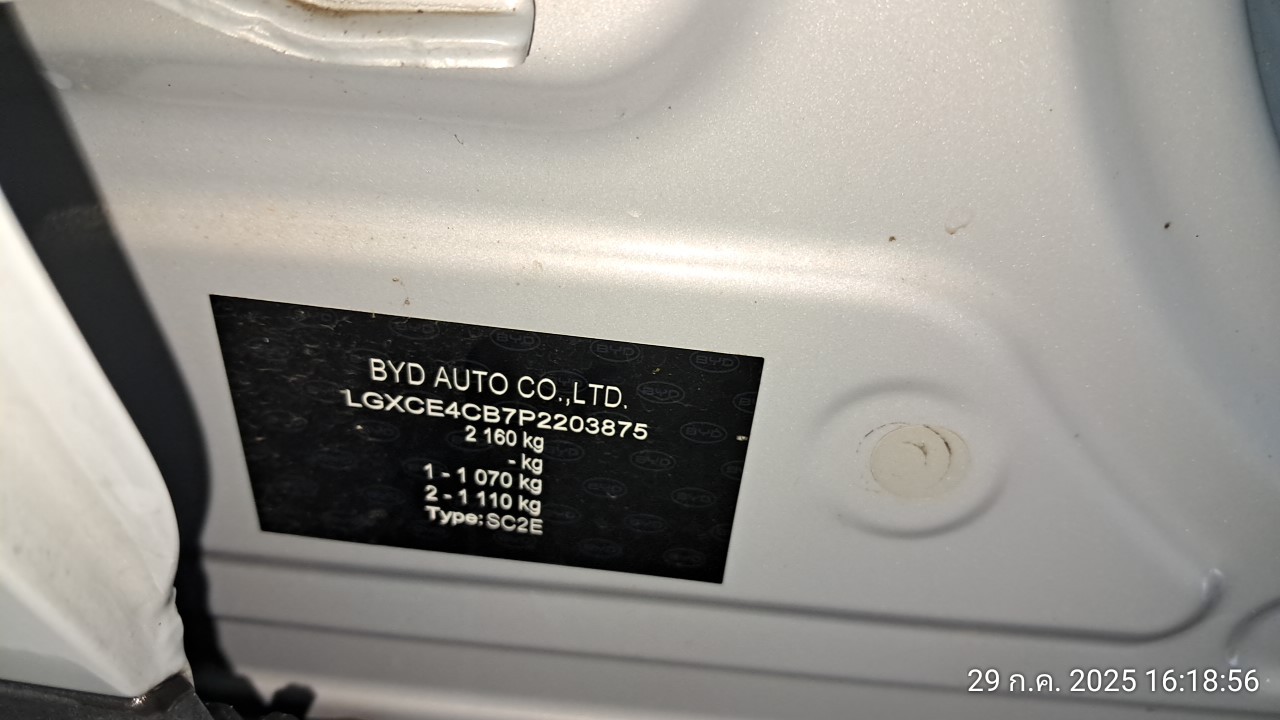 BYD AUTO CO.,LTD.
LGXCE4CB7P2203875
2 160 kg
- kg
1 - 1 070 kg
2 - 1 110 kg
Type:SC2E
29 ก.ค. 2025 16:18:56